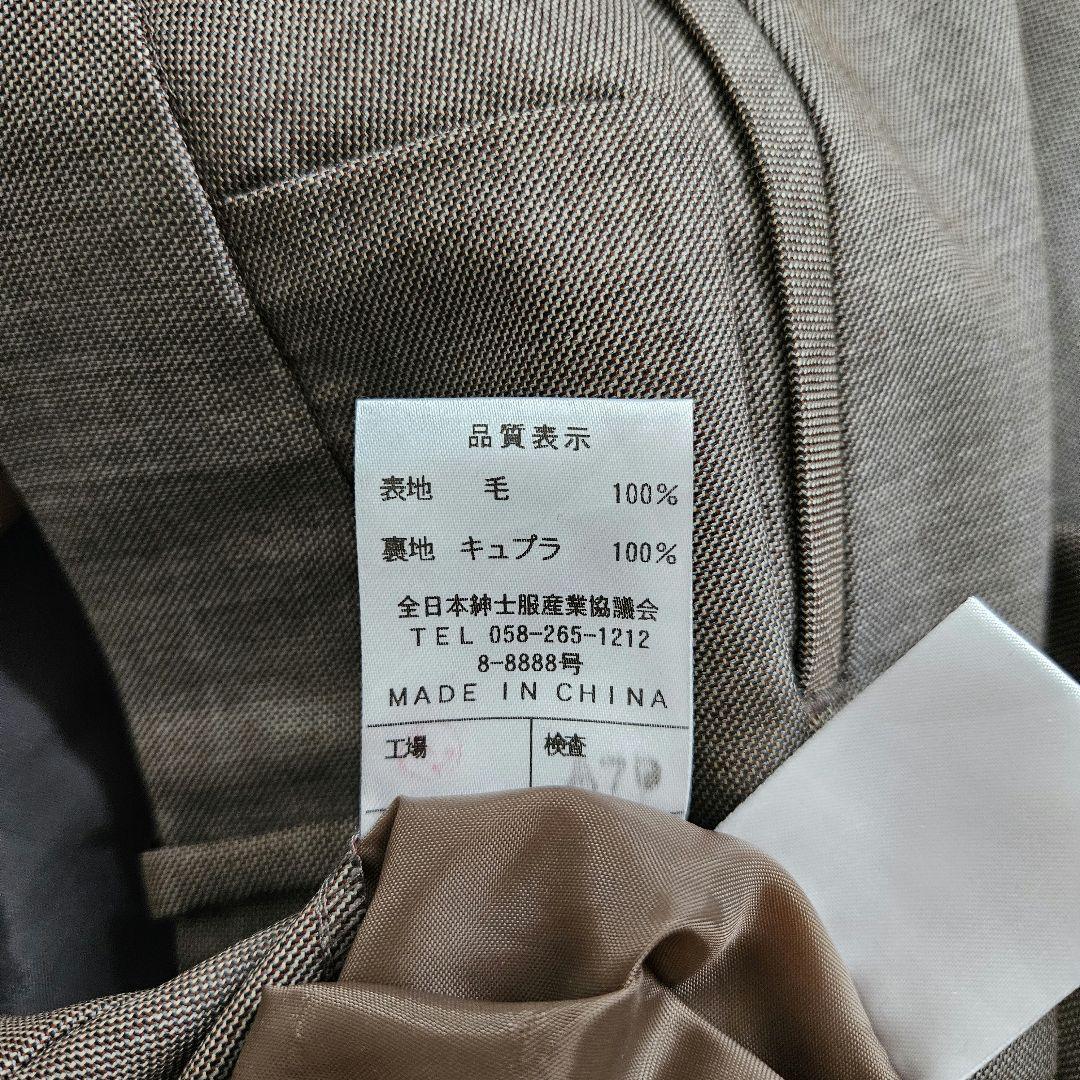 品質表示
表地 毛 100%
裏地 キュプラ 100%
全日本紳士服産業協議会
TEL 058-265-1212
8-8888号
MADE IN CHINA
工場 検査